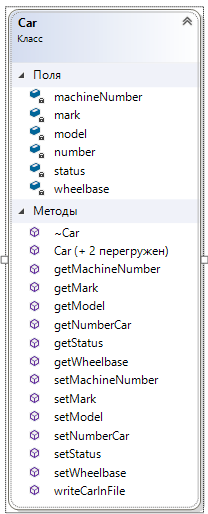 Car
Класс
Поля
machineNumber
mark
model
number
status
wheelbase
Методы
~Car
Car (+ 2 перегружен)
getMachineNumber
getMark
getModel
getNumberCar
getStatus
getWheelbase
setMachineNumber
setMark
setModel
setNumberCar
setStatus
setWheelbase
writeCarInFile